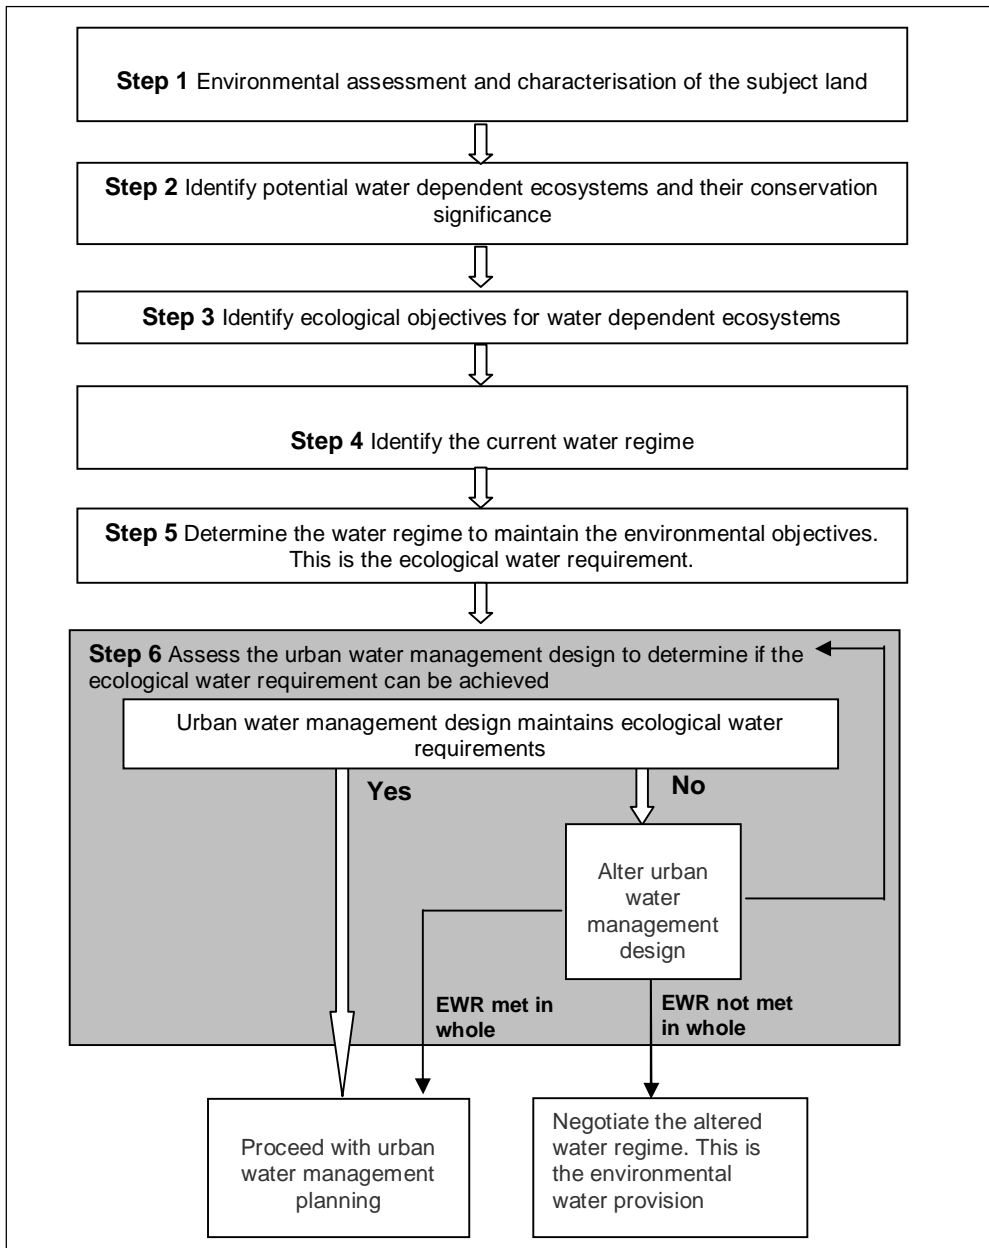 Step 1 Environmental assessment and characterisation of the subject land
Step 2 Identify potential water dependent ecosystems and their conservation
significance
Step 3 Identify ecological objectives for water dependent ecosystems
Step 4 Identify the current water regime
Step 5 Determine the water regime to maintain the environmental objectives.
This is the ecological water requirement.
Step 6 Assess the urban water management design to determine if the
ecological water requirement can be achieved
Urban water management design maintains ecological water
requirements
Yes
No
Alter urban
water
management
design
EWR met in
whole
EWR not met
in whole
Proceed with urban
water management
planning
Negotiate the altered
water regime. This is
the environmental
water provision